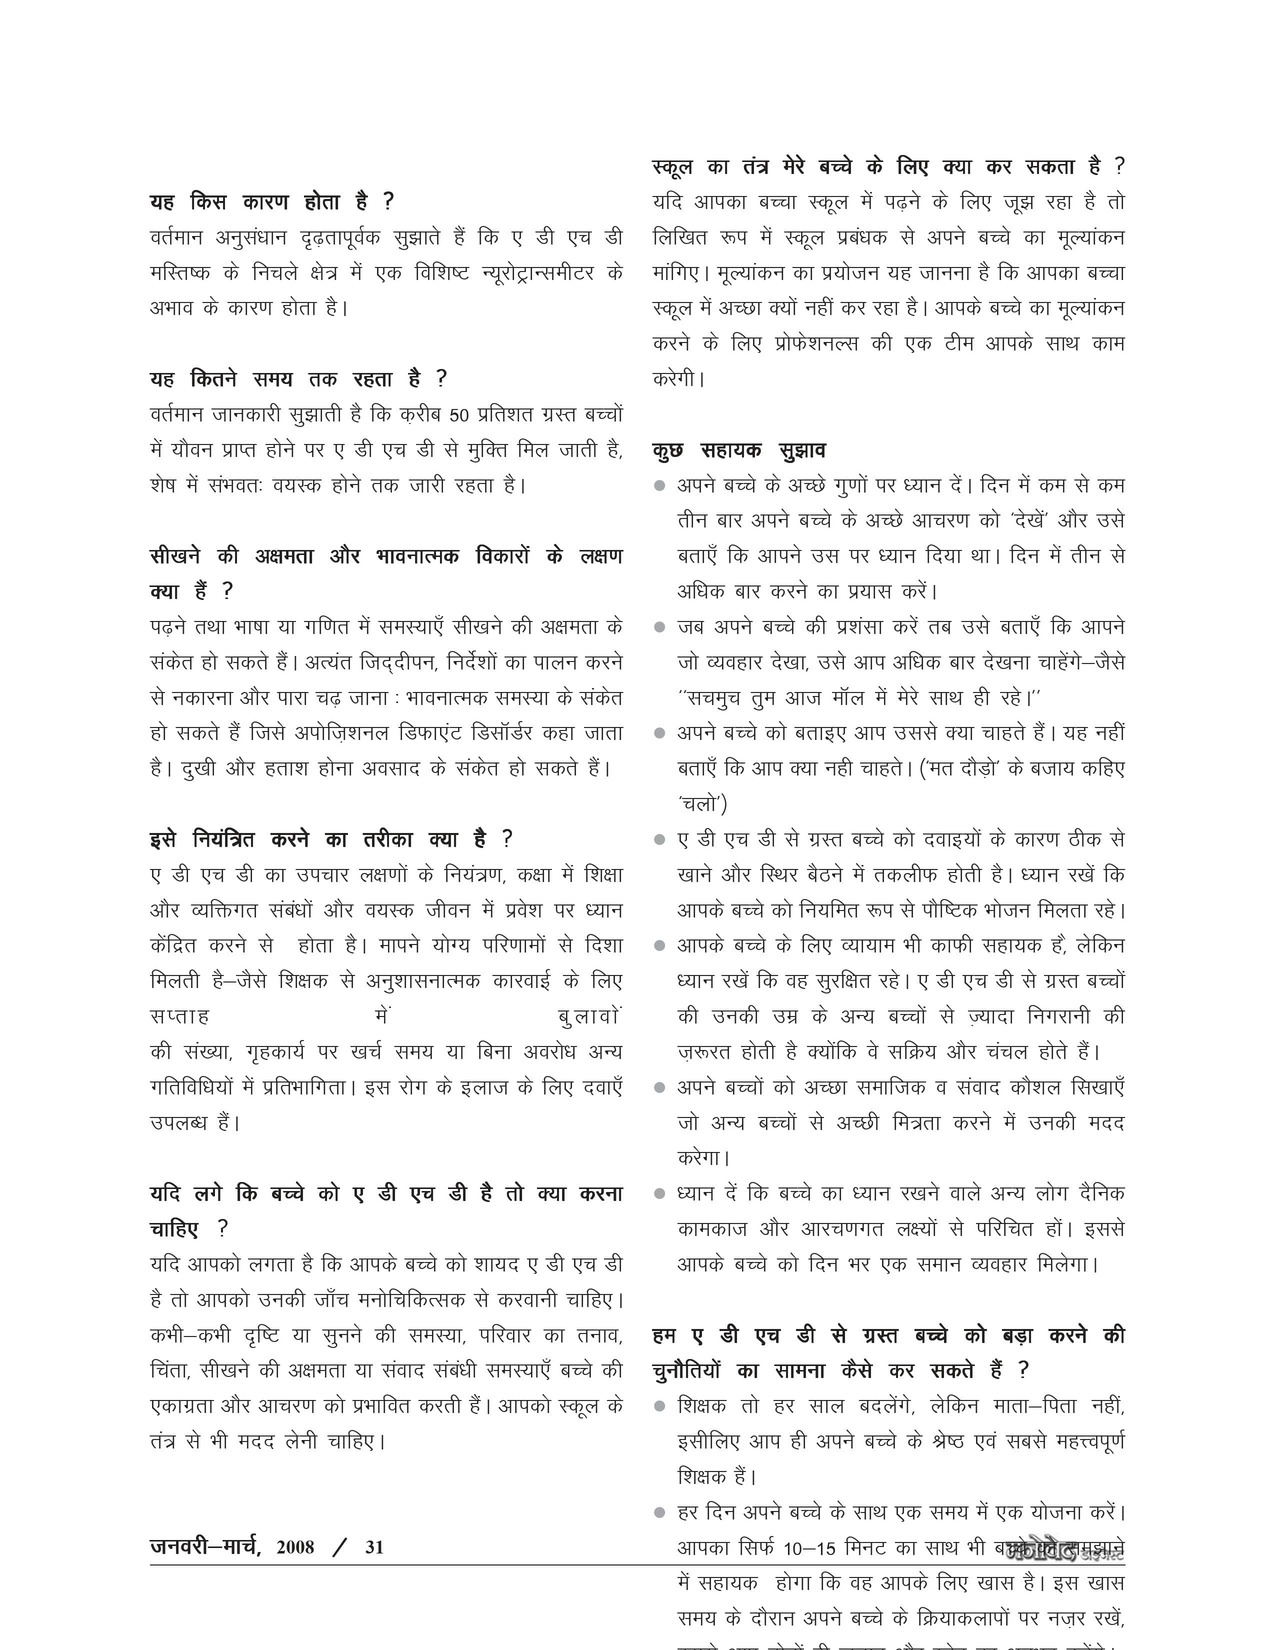 यह किस कारण होता है ?
वर्तमान अनुसंधान दृढ़तापूर्वक सुझाते हैं कि ए डी एच डी
मस्तिष्क के निचले क्षेत्र में एक विशिष्ट न्यूरोट्रान्समीटर के
अभाव के कारण होता है।
यह कितने समय तक रहता है ?
वर्तमान जानकारी सुझाती है कि क़रीब 50 प्रतिशत ग्रस्त बच्चों
में यौवन प्राप्त होने पर ए डी एच डी से मुक्ति मिल जाती है,
शेष में संभवतः वयस्क होने तक जारी रहता है।
सीखने की अक्षमता और भावनात्मक विकारों के लक्षण
क्या हैं ?
पढ़ने तथा भाषा या गणित में समस्याएँ सीखने की अक्षमता के
संकेत हो सकते हैं। अत्यंत जिद्दीपन, निर्देशों का पालन करने
से नकारना और पारा चढ़ जाना : भावनात्मक समस्या के संकेत
हो सकते हैं जिसे अपोज़िशनल डिफाएंट डिसॉर्डर कहा जाता
है। दुखी और हताश होना अवसाद के संकेत हो सकते हैं।
इसे नियंत्रित करने का तरीका क्या है ?
ए डी एच डी का उपचार लक्षणों के नियंत्रण, कक्षा में शिक्षा
और व्यक्तिगत संबंधों और वयस्क जीवन में प्रवेश पर ध्यान
केंद्रित करने से होता है। मापने योग्य परिणामों से दिशा
मिलती है–जैसे शिक्षक से अनुशासनात्मक कारवाई के लिए
सप्ताह में बुलावों
की संख्या, गृहकार्य पर खर्च समय या बिना अवरोध अन्य
गतिविधियों में प्रतिभागिता। इस रोग के इलाज के लिए दवाएँ
उपलब्ध हैं।
यदि लगे कि बच्चे को ए डी एच डी है तो क्या करना
चाहिए ?
यदि आपको लगता है कि आपके बच्चे को शायद ए डी एच डी
है तो आपको उनकी जाँच मनोचिकित्सक से करवानी चाहिए।
कभी–कभी दृष्टि या सुनने की समस्या, परिवार का तनाव,
चिंता, सीखने की अक्षमता या संवाद संबंधी समस्याएँ बच्चे की
एकाग्रता और आचरण को प्रभावित करती हैं। आपको स्कूल के
तंत्र से भी मदद लेनी चाहिए।
स्कूल का तंत्र मेरे बच्चे के लिए क्या कर सकता है ?
यदि आपका बच्चा स्कूल में पढ़ने के लिए जूझ रहा है तो
लिखित रूप में स्कूल प्रबंधक से अपने बच्चे का मूल्यांकन
मांगिए। मूल्यांकन का प्रयोजन यह जानना है कि आपका बच्चा
स्कूल में अच्छा क्यों नहीं कर रहा है। आपके बच्चे का मूल्यांकन
करने के लिए प्रोफेशनल्स की एक टीम आपके साथ काम
करेगी।
कुछ सहायक सुझाव
● अपने बच्चे के अच्छे गुणों पर ध्यान दें। दिन में कम से कम
तीन बार अपने बच्चे के अच्छे आचरण को 'देखें' और उसे
बताएँ कि आपने उस पर ध्यान दिया था। दिन में तीन से
अधिक बार करने का प्रयास करें।
● जब अपने बच्चे की प्रशंसा करें तब उसे बताएँ कि आपने
जो व्यवहार देखा, उसे आप अधिक बार देखना चाहेंगे–जैसे
''सचमुच तुम आज मॉल में मेरे साथ ही रहे।''
● अपने बच्चे को बताइए आप उससे क्या चाहते हैं। यह नहीं
बताएँ कि आप क्या नही चाहते। ('मत दौड़ो' के बजाय कहिए
'चलो')
● ए डी एच डी से ग्रस्त बच्चे को दवाइयों के कारण ठीक से
खाने और स्थिर बैठने में तकलीफ होती है। ध्यान रखें कि
आपके बच्चे को नियमित रूप से पौष्टिक भोजन मिलता रहे।
● आपके बच्चे के लिए व्यायाम भी काफी सहायक है, लेकिन
ध्यान रखें कि वह सुरक्षित रहे। ए डी एच डी से ग्रस्त बच्चों
की उनकी उम्र के अन्य बच्चों से ज़्यादा निगरानी की
ज़रूरत होती है क्योंकि वे सक्रिय और चंचल होते हैं।
● अपने बच्चों को अच्छा समाजिक व संवाद कौशल सिखाएँ
जो अन्य बच्चों से अच्छी मित्रता करने में उनकी मदद
करेगा।
● ध्यान दें कि बच्चे का ध्यान रखने वाले अन्य लोग दैनिक
कामकाज और आरचणगत लक्ष्यों से परिचित हों। इससे
आपके बच्चे को दिन भर एक समान व्यवहार मिलेगा।
हम ए डी एच डी से ग्रस्त बच्चे को बड़ा करने की
चुनौतियों का सामना कैसे कर सकते हैं ?
● शिक्षक तो हर साल बदलेंगे, लेकिन माता–पिता नहीं,
इसीलिए आप ही अपने बच्चे के श्रेष्ठ एवं सबसे महत्त्वपूर्ण
शिक्षक हैं।
● हर दिन अपने बच्चे के साथ एक समय में एक योजना करें।
आपका सिर्फ 10–15 मिनट का साथ भी बच्चे को समझाने
में सहायक होगा कि वह आपके लिए खास है। इस खास
समय के दौरान अपने बच्चे के क्रियाकलापों पर नज़र रखें,
जनवरी–मार्च, 2008 / 31
मनोवेद डाइजेस्ट